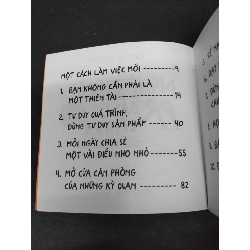 MỘT CÁCH LÀM VIỆC MỚI ---------- 9
1. BẠN KHÔNG CẦN PHẢI LÀ
MỘT THIÊN TÀI ---------- 14
2. TƯ DUY QUÁ TRÌNH,
ĐỪNG TƯ DUY SẢN PHẨM ------ 40
3. MỖI NGÀY CHIA SẺ
MỘT VÀI ĐIỀU NHO NHỎ ------ 55
4. MỞ CỬA CĂN PHÒNG
CỦA NHỮNG KỲ QUAN ---------- 82